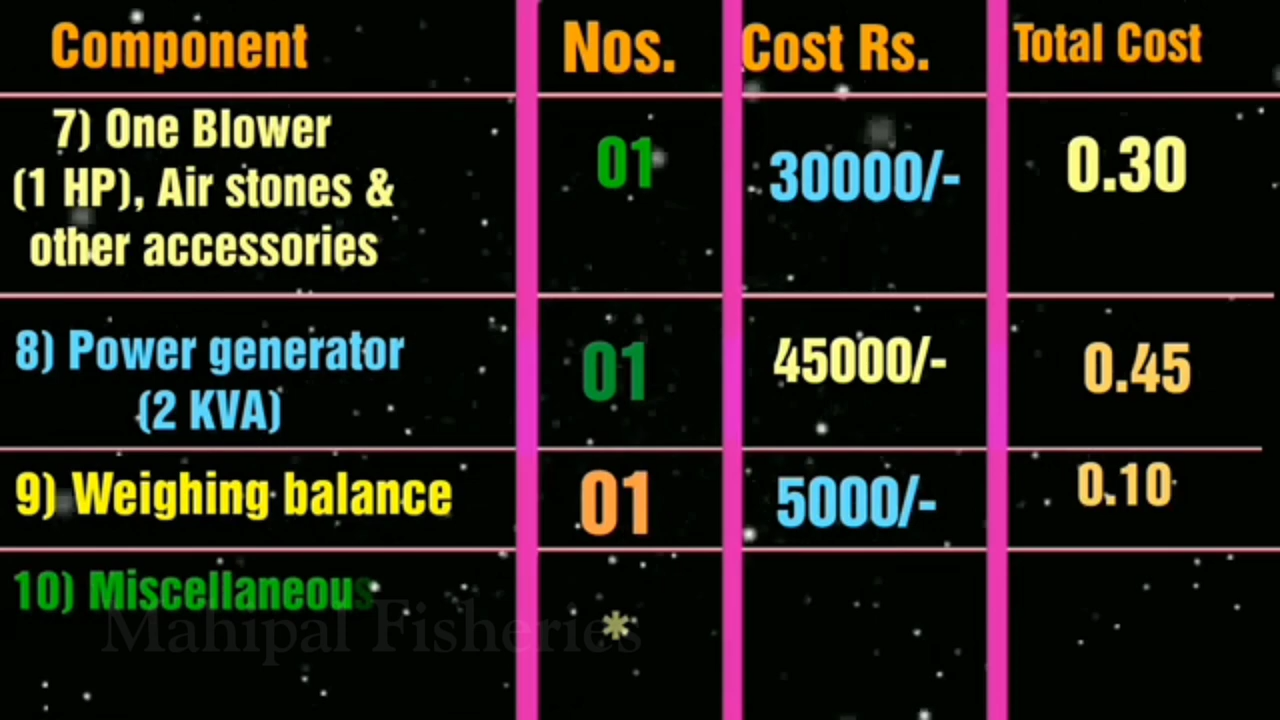 Component Nos. Cost Rs. Total Cost
7) One Blower
(1 HP), Air stones &
other accessories
01 30000/- 0.30
8) Power generator
(2 KVA)
01 45000/- 0.45
9) Weighing balance 01 5000/- 0.10
10) Miscellaneous
*
Mahipal Fisheries